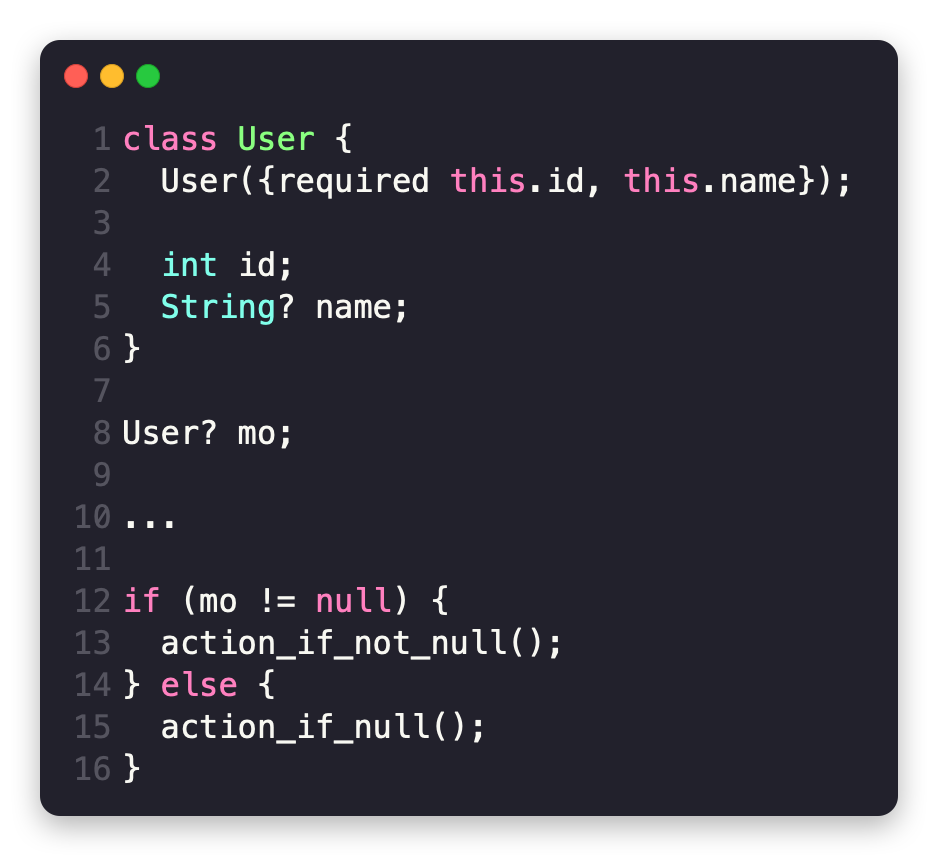 1 class User {
2   User({required this.id, this.name});
3
4   int id;
5   String? name;
6 }
7
8 User? mo;
9
10 ...
11
12 if (mo != null) {
13   action_if_not_null();
14 } else {
15   action_if_null();
16 }